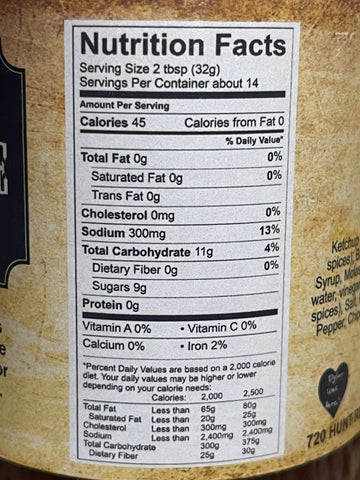 Nutrition Facts
Serving Size 2 tbsp (32g)
Servings Per Container about 14
Amount Per Serving
Calories 45 Calories from Fat 0
% Daily Value*
Total Fat 0g 0%
Saturated Fat 0g 0%
Trans Fat 0g
Cholesterol 0mg 0%
Sodium 300mg 13%
Total Carbohydrate 11g 4%
Dietary Fiber 0g 0%
Sugars 9g
Protein 0g
Vitamin A 0% • Vitamin C 0%
Calcium 0% • Iron 2%
*Percent Daily Values are based on a 2,000 calorie
diet. Your daily values may be higher or lower
depending on your calorie needs:
Calories: 2,000 2,500
Total Fat Less than 65g 80g
Saturated Fat Less than 20g 25g
Cholesterol Less than 300mg 300mg
Sodium Less than 2,400mg 2,400mg
Total Carbohydrate 300g 375g
Dietary Fiber 25g 30g
Ketchup
spices),
Syrup,
water, vinegar
spices),
Pepper,
720 HUNT